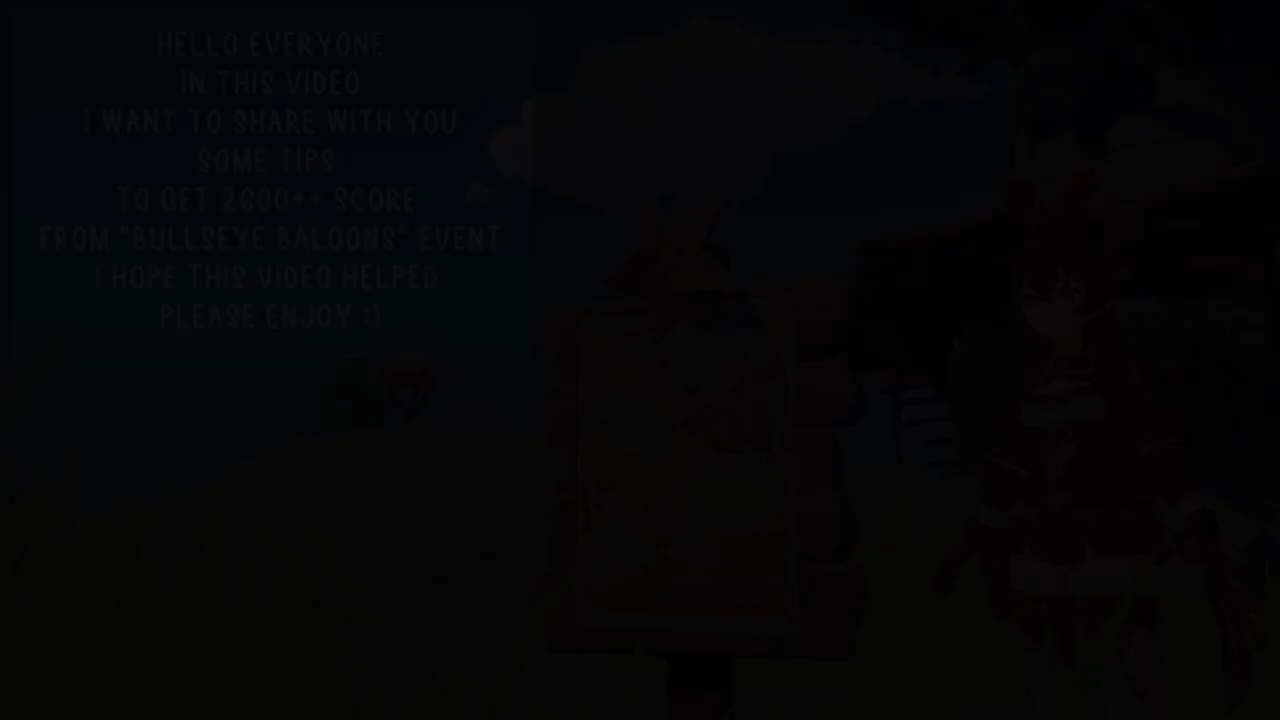 HELLO EVERYONE
IN THIS VIDEO
I WANT TO SHARE WITH YOU
SOME TIPS
TO GET 2600++ SCORE
FROM "BULLSEYE BALOONS" EVENT
I HOPE THIS VIDEO HELPED
PLEASE ENJOY :)